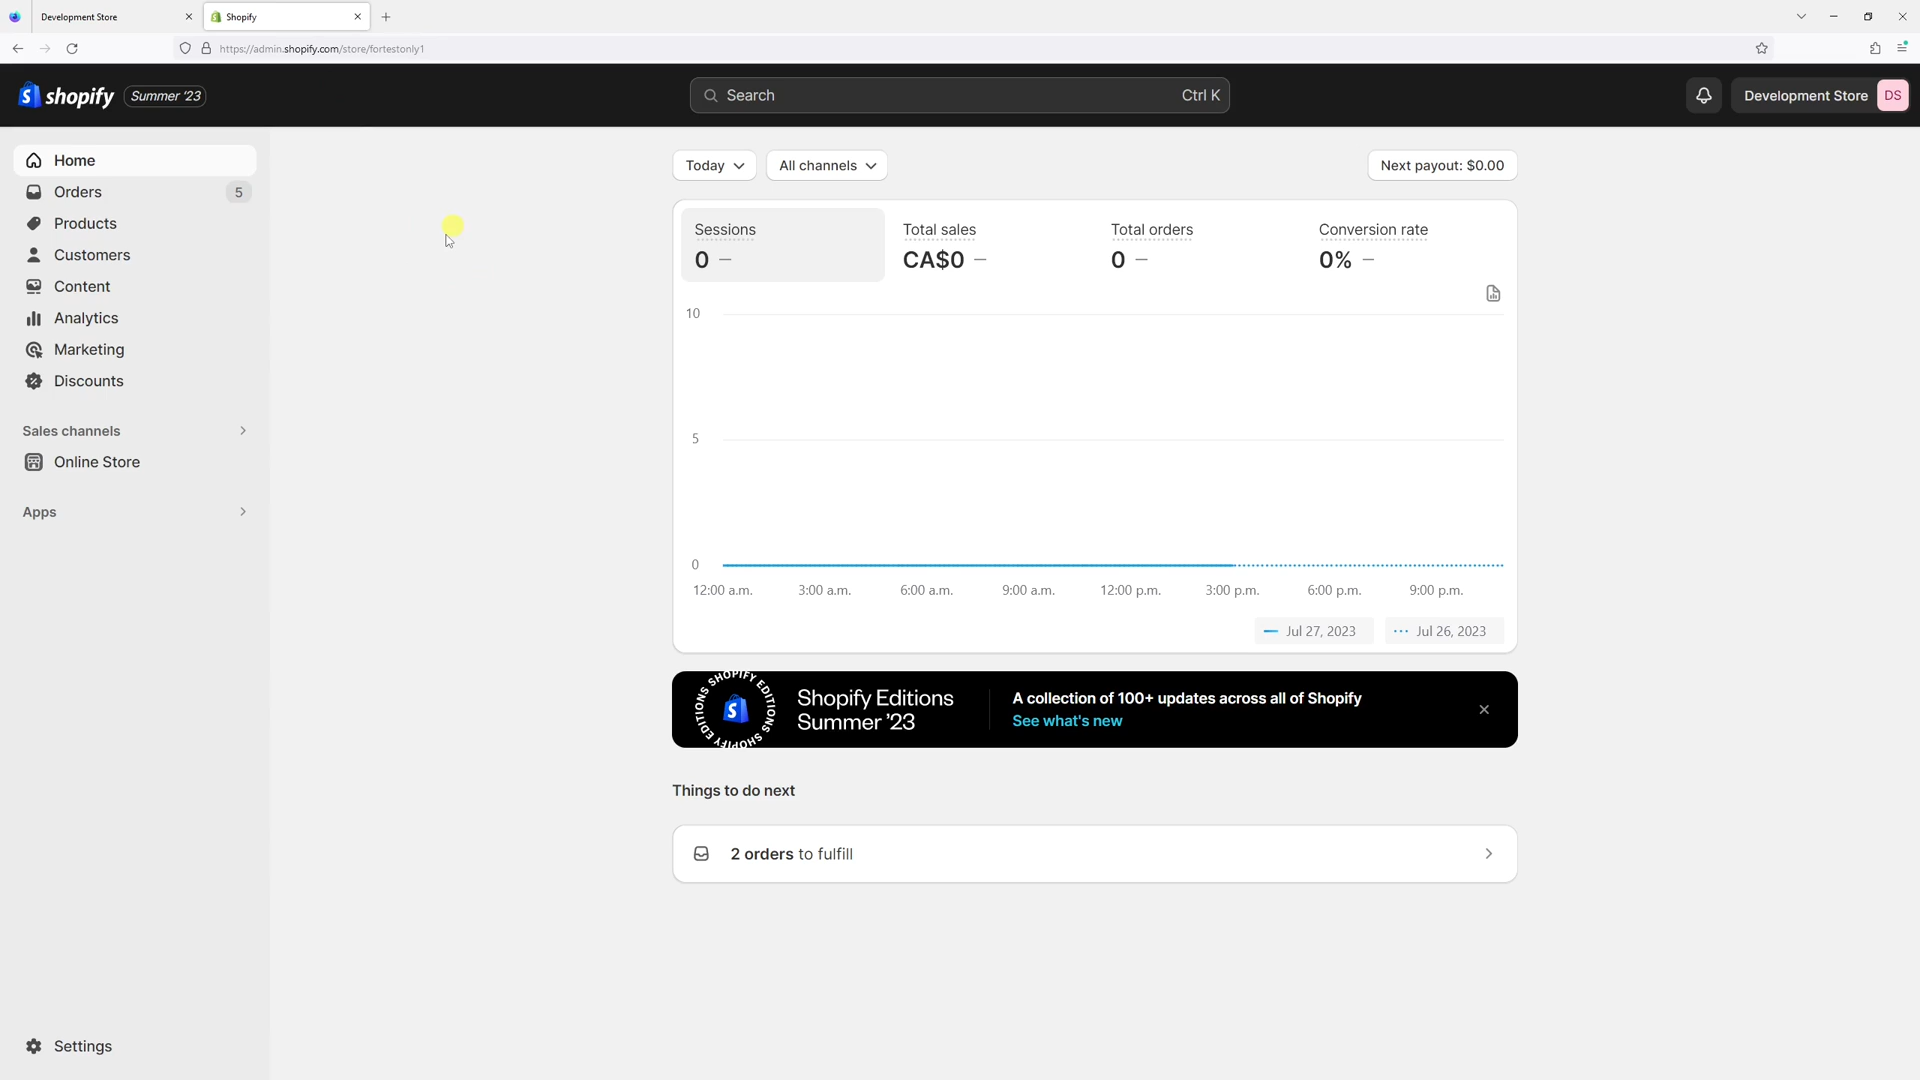 Development Store
Shopify
https://admin.shopify.com/store/fortestonly1
shopify
Summer '23
Search
Ctrl K
Development Store
DS
Home
Orders
5
Products
Customers
Content
Analytics
Marketing
Discounts
Sales channels
Online Store
Apps
Settings
Today
All channels
Next payout: $0.00
Sessions
Total sales
Total orders
Conversion rate
0 –
CA$0 –
0 –
0% –
10
5
0
12:00 a.m.
3:00 a.m.
6:00 a.m.
9:00 a.m.
12:00 p.m.
3:00 p.m.
6:00 p.m.
9:00 p.m.
Jul 27, 2023
Jul 26, 2023
SHOPIFY EDITIONS SHOPIFY EDITIONS
Shopify Editions
Summer ’23
A collection of 100+ updates across all of Shopify
See what's new
Things to do next
2 orders to fulfill